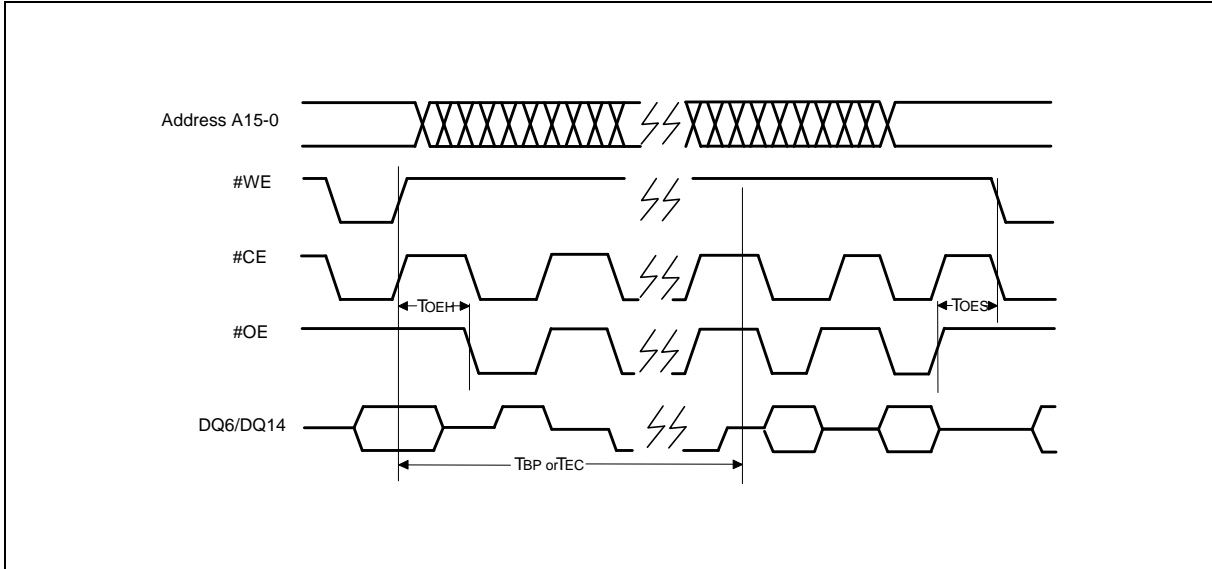 Address A15-0
#WE
#CE
TOEH
TOES
#OE
DQ6/DQ14
TBP orTEC